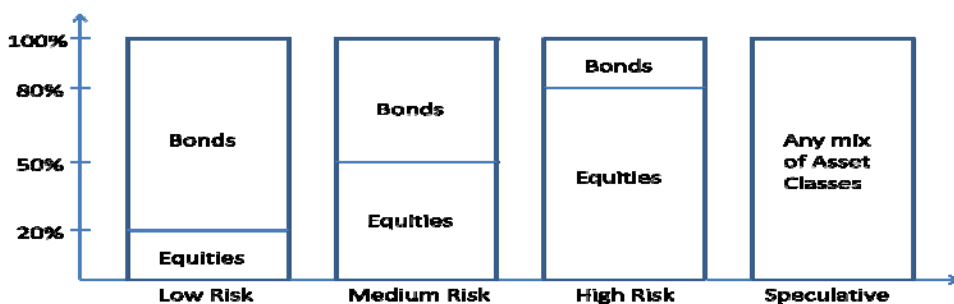 100%
80%
50%
20%
Bonds
Equities
Low Risk
Bonds
Equities
Medium Risk
Bonds
Equities
High Risk
Any mix
of Asset
Classes
Speculative